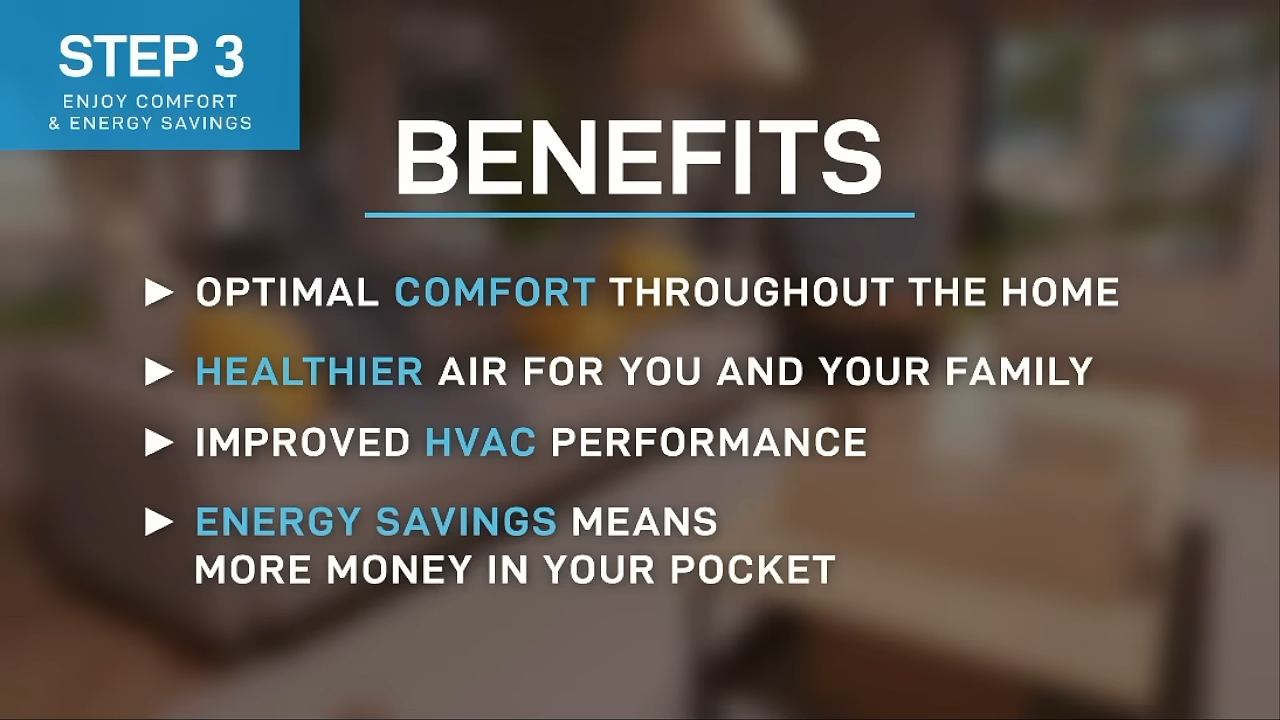 STEP 3
ENJOY COMFORT
& ENERGY SAVINGS
BENEFITS
► OPTIMAL COMFORT THROUGHOUT THE HOME
► HEALTHIER AIR FOR YOU AND YOUR FAMILY
► IMPROVED HVAC PERFORMANCE
► ENERGY SAVINGS MEANS
MORE MONEY IN YOUR POCKET